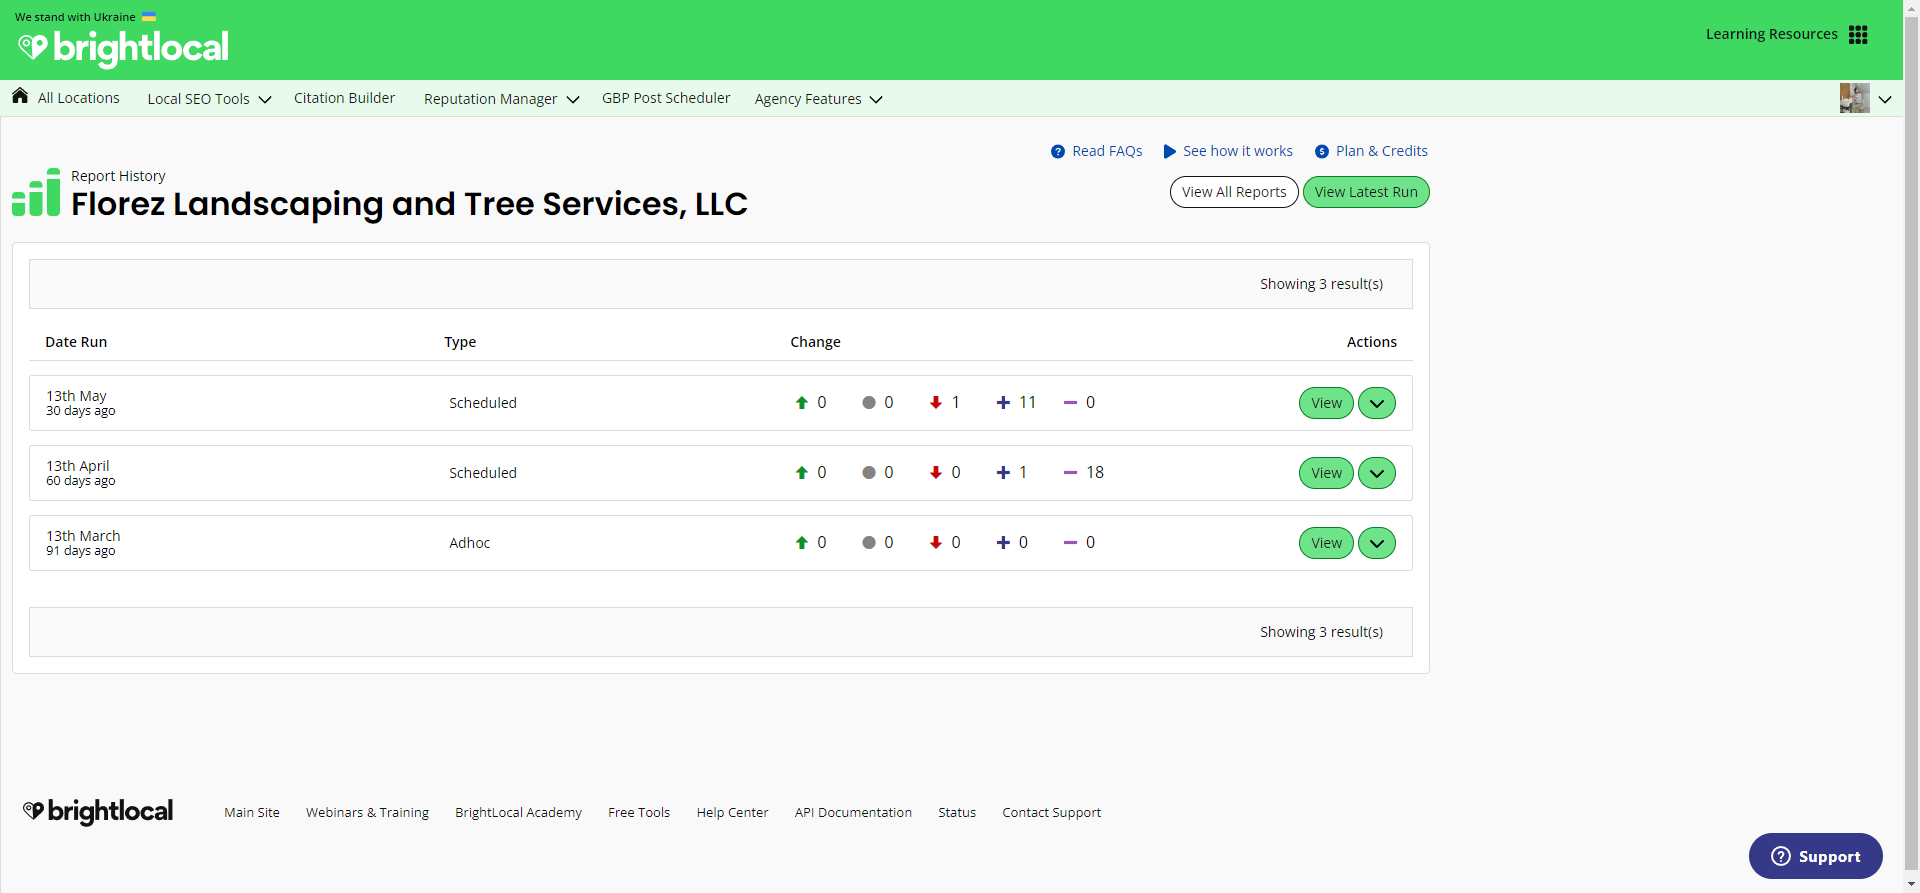 We stand with Ukraine
brightlocal
Learning Resources
All Locations Local SEO Tools Citation Builder Reputation Manager GBP Post Scheduler Agency Features
Read FAQs See how it works Plan & Credits
Report History
Florez Landscaping and Tree Services, LLC
View All Reports View Latest Run
Showing 3 result(s)
Date Run Type Change Actions
13th May
30 days ago
Scheduled 0 0 1 11 0 View
13th April
60 days ago
Scheduled 0 0 0 1 18 View
13th March
91 days ago
Adhoc 0 0 0 0 0 View
Showing 3 result(s)
brightlocal Main Site Webinars & Training BrightLocal Academy Free Tools Help Center API Documentation Status Contact Support
Support